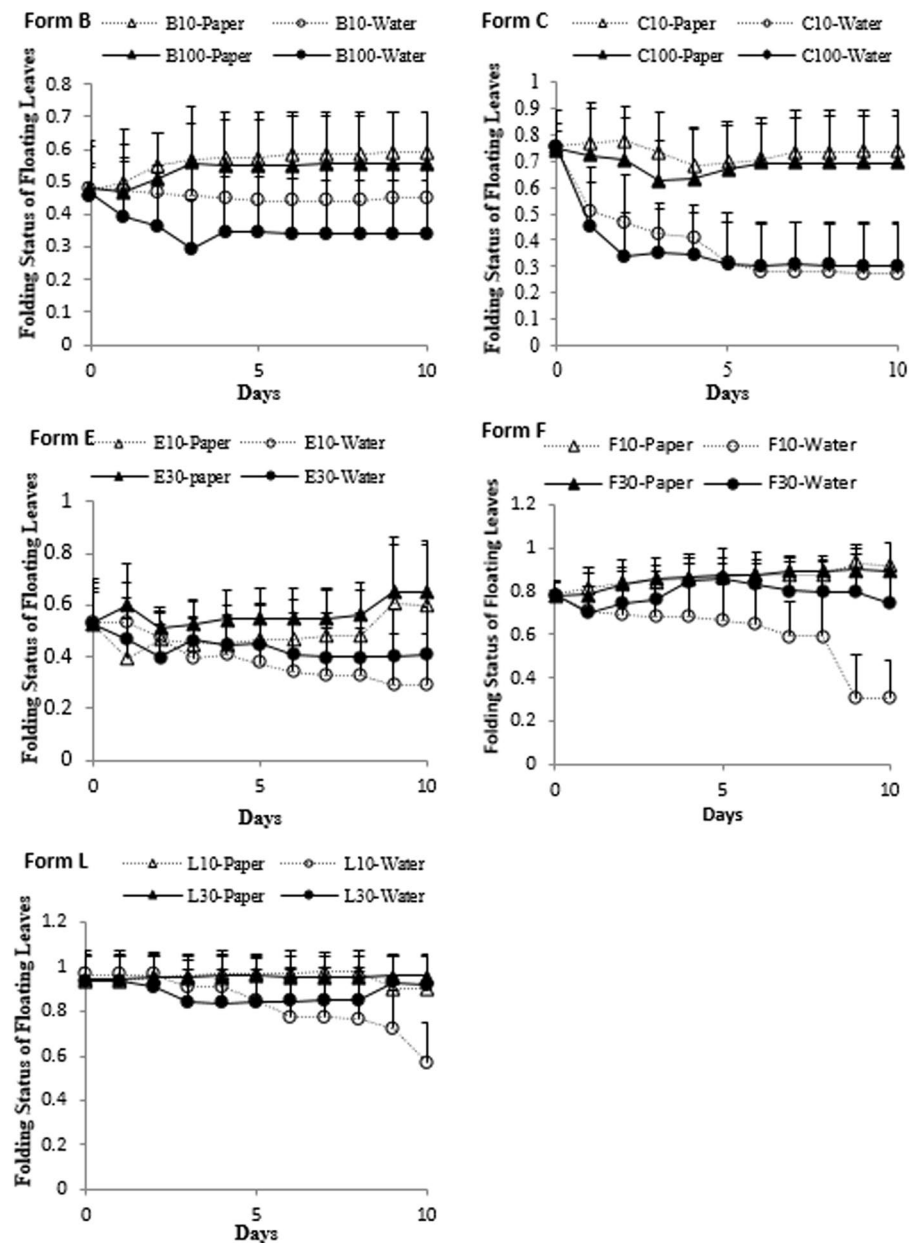 Form B
B10-Paper B10-Water
B100-Paper B100-Water
Folding Status of Floating Leaves
0.8
0.7
0.6
0.5
0.4
0.3
0.2
0.1
0
0 5 10
Days
Form C
C10-Paper C10-Water
C100-Paper C100-Water
Folding Status of Floating Leaves
1
0.9
0.8
0.7
0.6
0.5
0.4
0.3
0.2
0.1
0
0 5 10
Days
Form E
E10-Paper E10-Water
E30-paper E30-Water
Folding Status of Floating Leaves
1
0.8
0.6
0.4
0.2
0
0 5 10
Days
Form F
F10-Paper F10-Water
F30-Paper F30-Water
Folding Status of Floating Leaves
1.2
1
0.8
0.6
0.4
0.2
0
0 5 10
Days
Form L
L10-Paper L10-Water
L30-Paper L30-Water
Folding Status of Floating Leaves
1.2
1
0.8
0.6
0.4
0.2
0
0 5 10
Days